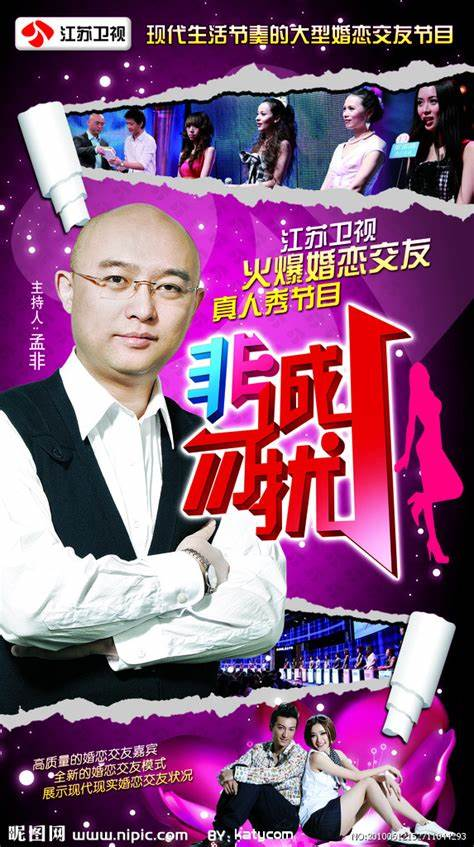 江苏卫视
现代生活节奏的大型婚恋交友节目
江苏卫视
火爆婚恋交友
真人秀节目
主持人:孟非
非诚
勿扰
高质量的婚恋交友嘉宾
全新的婚恋交友模式
展示现代现实婚恋交友状况
昵图网 www.nipic.com BY: katycom